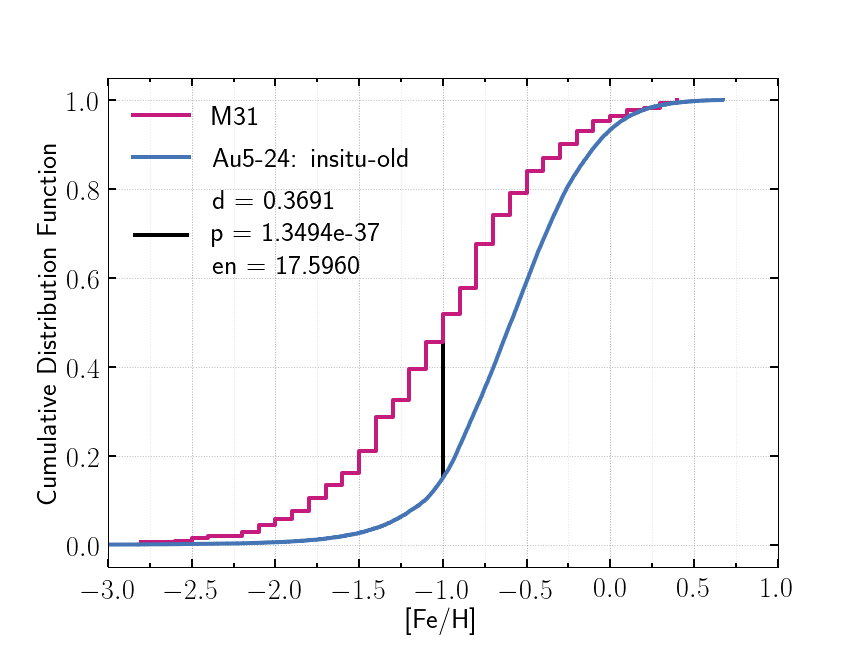 M31
Au5-24: insitu-old
d = 0.3691
p = 1.3494e-37
en = 17.5960
Cumulative Distribution Function
1.0
0.8
0.6
0.4
0.2
0.0
−3.0 −2.5 −2.0 −1.5 −1.0 −0.5 0.0 0.5 1.0
[Fe/H]